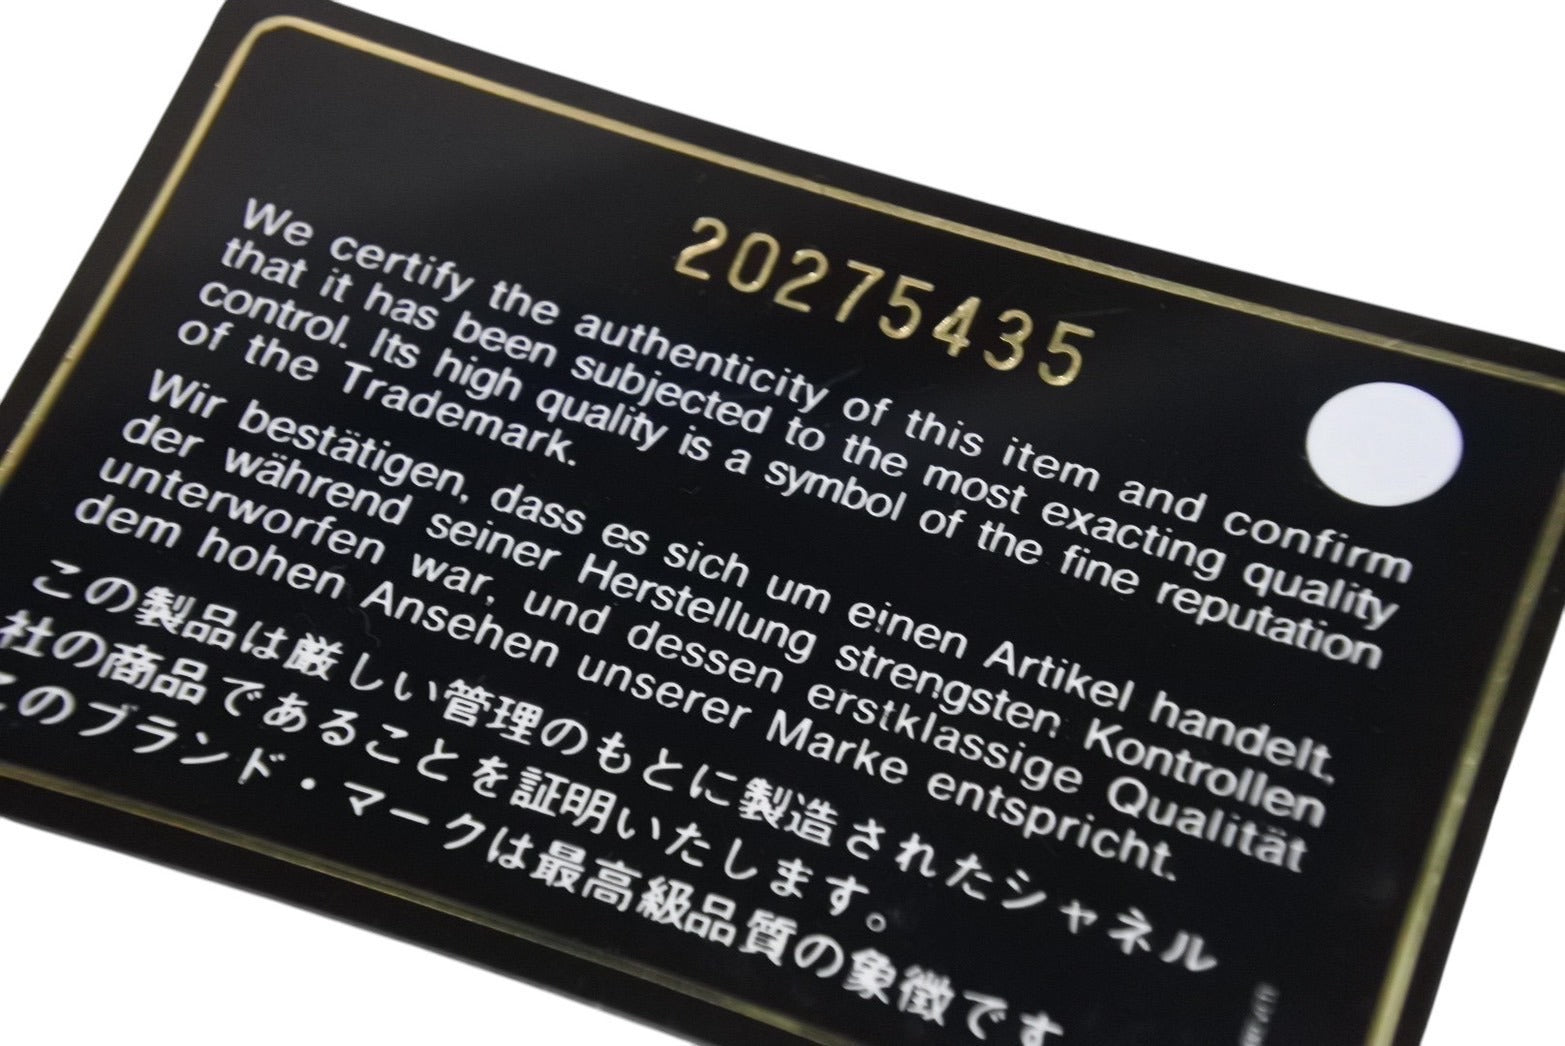 20275435
We certify the authenticity of this item and confirm
that it has been subjected to the most exacting quality
control. Its high quality is a symbol of the fine reputation
of the Trademark.
Wir bestätigen, dass es sich um einen Artikel handelt,
der während seiner Herstellung strengsten Kontrollen
unterworfen war, und dessen erstklassige Qualität
dem hohen Ansehen unserer Marke entspricht.
この製品は厳しい管理のもとに製造されたシャネル
社の商品であることを証明いたします。
このブランド・マークは最高級品質の象徴です